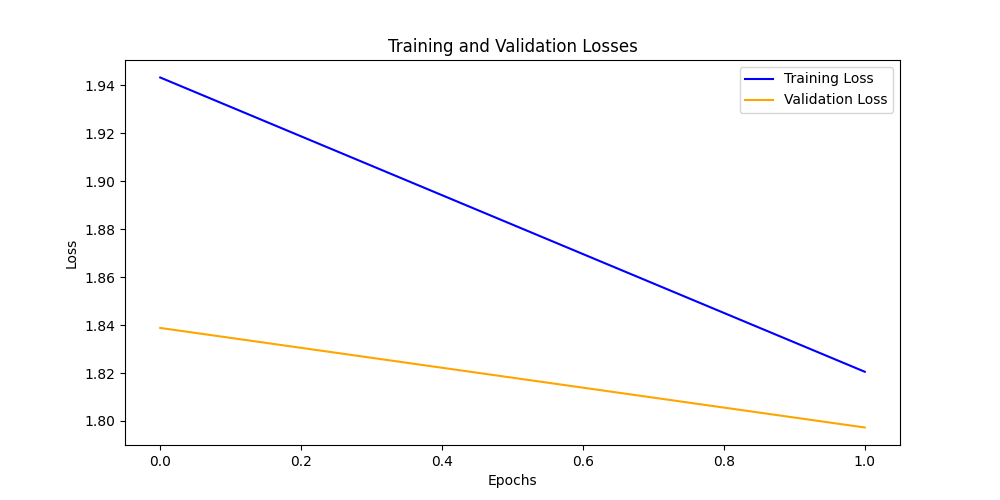 Training and Validation Losses
Training Loss
Validation Loss
1.94
1.92
1.90
1.88
1.86
1.84
1.82
1.80
Loss
0.0
0.2
0.4
0.6
0.8
1.0
Epochs